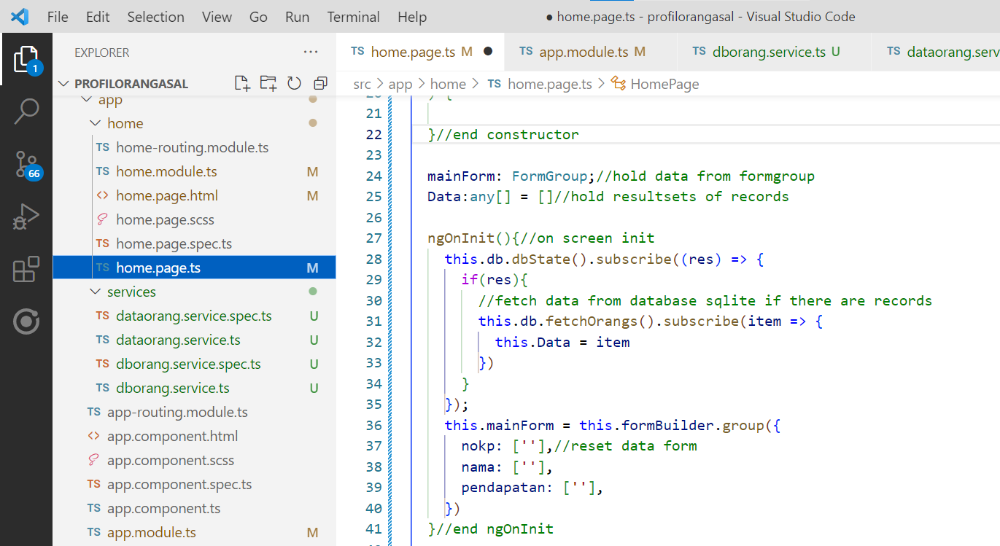 File Edit Selection View Go Run Terminal Help ● home.page.ts - profilorangasal - Visual Studio Code
EXPLORER ···
TS home.page.ts M ●
TS app.module.ts M
TS dborang.service.ts U
TS dataorang.serv
PROFILORANGASAL
src > app > home > TS home.page.ts > HomePage
1
66
app
home
TS home-routing.module.ts
TS home.module.ts M
<> home.page.html M
home.page.scss
TS home.page.spec.ts
TS home.page.ts M
services
TS dataorang.service.spec.ts U
TS dataorang.service.ts U
TS dborang.service.spec.ts U
TS dborang.service.ts U
TS app-routing.module.ts
<> app.component.html
app.component.scss
TS app.component.spec.ts
TS app.component.ts
TS app.module.ts M
20 ) {
21
22 }//end constructor
23
24 mainForm: FormGroup;//hold data from formgroup
25 Data:any[] = []//hold resultsets of records
26
27 ngOnInit(){//on screen init
28 this.db.dbState().subscribe((res) => {
29 if(res){
30 //fetch data from database sqlite if there are records
31 this.db.fetchOrangs().subscribe(item => {
32 this.Data = item
33 })
34 }
35 });
36 this.mainForm = this.formBuilder.group({
37 nokp: [''],//reset data form
38 nama: [''],
39 pendapatan: [''],
40 })
41 }//end ngOnInit